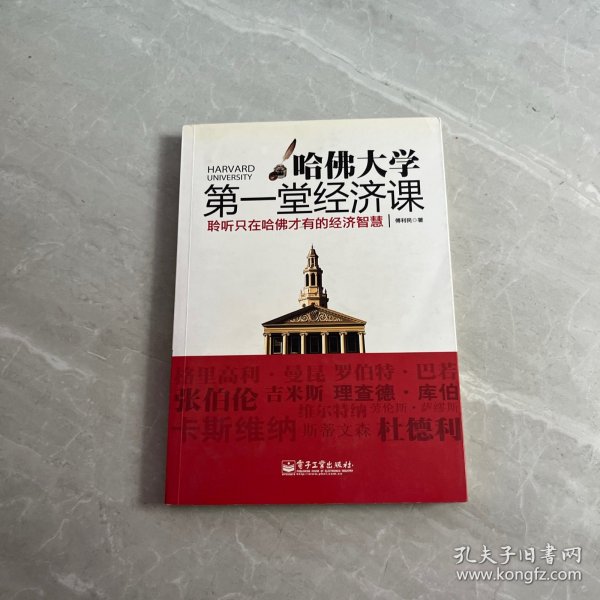 HARVARD
UNIVERSITY
哈佛大学
第一堂经济课
聆听只在哈佛才有的经济智慧 傅利民◎著
格里高利·曼昆 罗伯特·巴若
张伯伦 吉米斯 理查德·库伯
维尔特纳 劳伦斯·萨缪斯
卡斯维纳 斯蒂文森 杜德利
电子工业出版社
孔夫子旧书网
www.kongfz.com